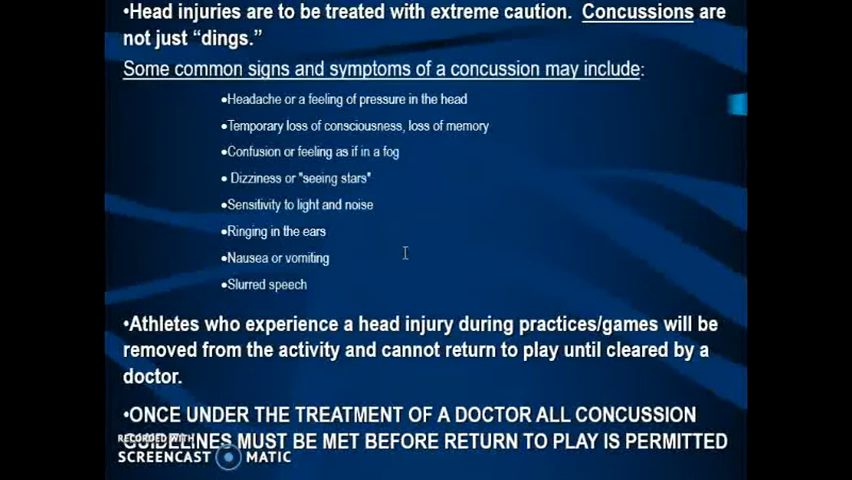 •Head injuries are to be treated with extreme caution. Concussions are
not just “dings.”
Some common signs and symptoms of a concussion may include:
•Headache or a feeling of pressure in the head
•Temporary loss of consciousness, loss of memory
•Confusion or feeling as if in a fog
• Dizziness or "seeing stars"
•Sensitivity to light and noise
•Ringing in the ears
•Nausea or vomiting
•Slurred speech
•Athletes who experience a head injury during practices/games will be
removed from the activity and cannot return to play until cleared by a
doctor.
•ONCE UNDER THE TREATMENT OF A DOCTOR ALL CONCUSSION
GUIDELINES MUST BE MET BEFORE RETURN TO PLAY IS PERMITTED
RECORDED WITH
SCREENCAST MATIC